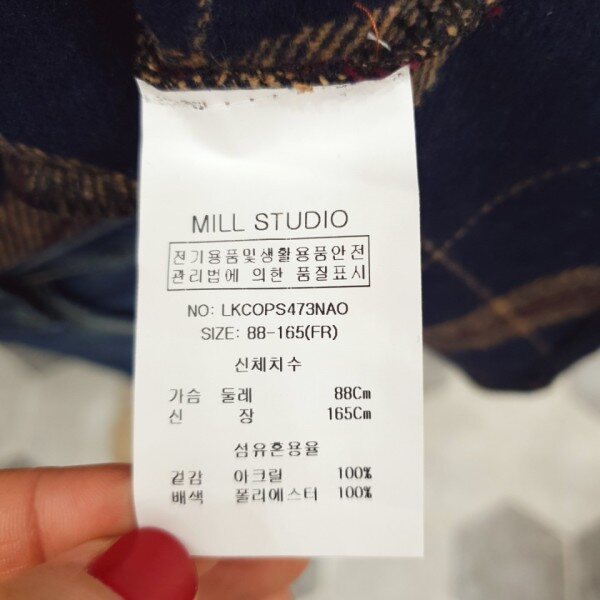 MILL STUDIO
전기용품및생활용품안전
관리법에 의한 품질표시
NO: LKCOPS473NAO
SIZE: 88-165(FR)
신체치수
가슴 둘레 88Cm
신 장 165Cm
섬유혼용율
겉감 아크릴 100%
배색 폴리에스터 100%